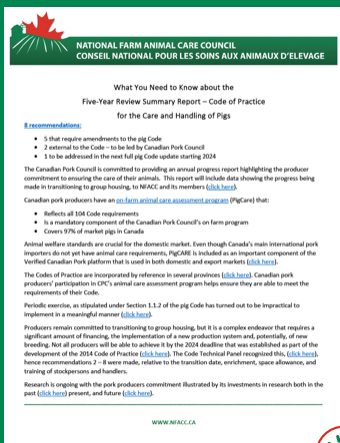 NATIONAL FARM ANIMAL CARE COUNCIL
CONSEIL NATIONAL POUR LES SOINS AUX ANIMAUX D'ELEVAGE
What You Need to Know about the
Five-Year Review Summary Report – Code of Practice
for the Care and Handling of Pigs
8 recommendations:
• 5 that require amendments to the pig Code
• 2 external to the Code – to be led by Canadian Pork Council
• 1 to be addressed in the next full pig Code update starting 2024
The Canadian Pork Council is committed to providing an annual progress report highlighting the producer
commitment to ensuring the care of their animals. This report will include data showing the progress being
made in transitioning to group housing, to NFACC and its members (click here).
Canadian pork producers have an on-farm animal care assessment program (PigCare) that:
• Reflects all 104 Code requirements
• Is a mandatory component of the Canadian Pork Council's on farm program
• Covers 97% of market pigs in Canada
Animal welfare standards are crucial for the domestic market. Even though Canada's main international pork
importers do not yet have animal care requirements, PigCARE is included as an important component of the
Verified Canadian Pork platform that is used in both domestic and export markets (click here).
The Codes of Practice are incorporated by reference in several provinces (click here). Canadian pork
producers' participation in CPC's animal care assessment program helps ensure they are able to meet the
requirements of their Code.
Periodic exercise, as stipulated under Section 1.1.2 of the pig Code has turned out to be impractical to
implement in a meaningful manner (click here).
Producers remain committed to transitioning to group housing, but it is a complex endeavor that requires a
significant amount of financing, the implementation of a new production system and, potentially, of new
breeding. Not all producers will be able to achieve it by the 2024 deadline that was established as part of the
development of the 2014 Code of Practice (click here). The Code Technical Panel recognized this, (click here),
hence recommendations 2 – 8 were made, relative to the transition date, enrichment, space allowance, and
training of stockpersons and handlers.
Research is ongoing with the pork producers commitment illustrated by its investments in research both in the
past (click here) present, and future (click here).
WWW.NFACC.CA